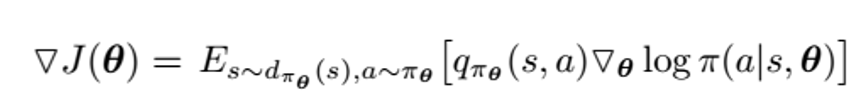 ▽J(θ) = E_{s∼d_{π_θ}(s),a∼π_θ}[q_{π_θ}(s, a)▽_θ log π(a|s, θ)]